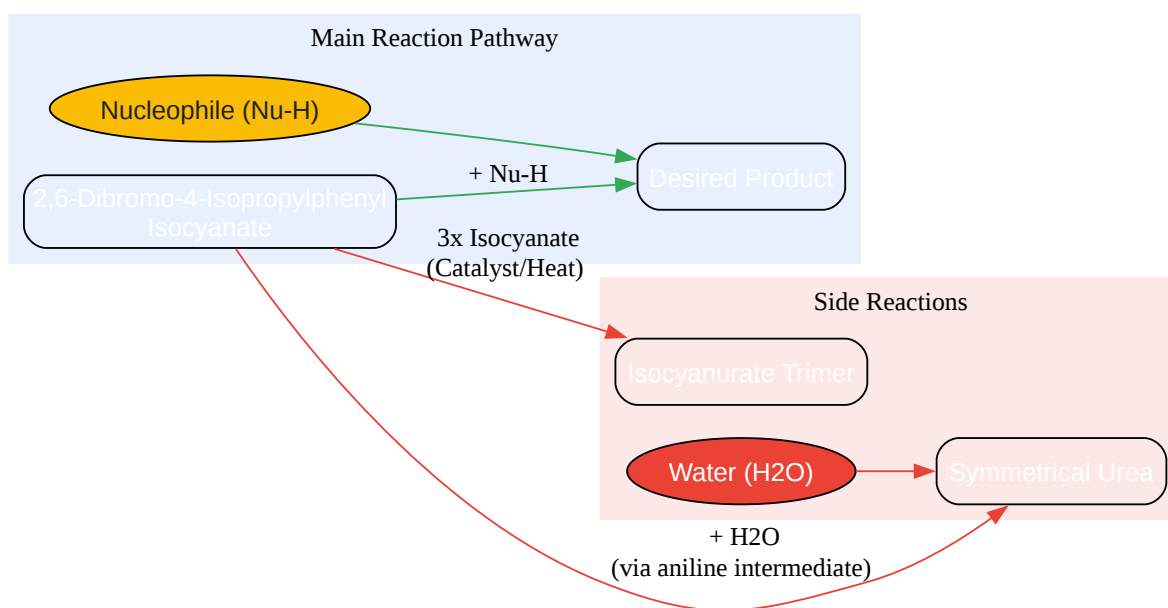 Main Reaction Pathway
Nucleophile (Nu-H)
+ Nu-H
Desired Product
2,6-Dibromo-4-Isopropylphenyl
Isocyanate
3x Isocyanate
(Catalyst/Heat)
Side Reactions
Isocyanurate Trimer
Water (H2O)
Symmetrical Urea
+ H2O
(via aniline intermediate)